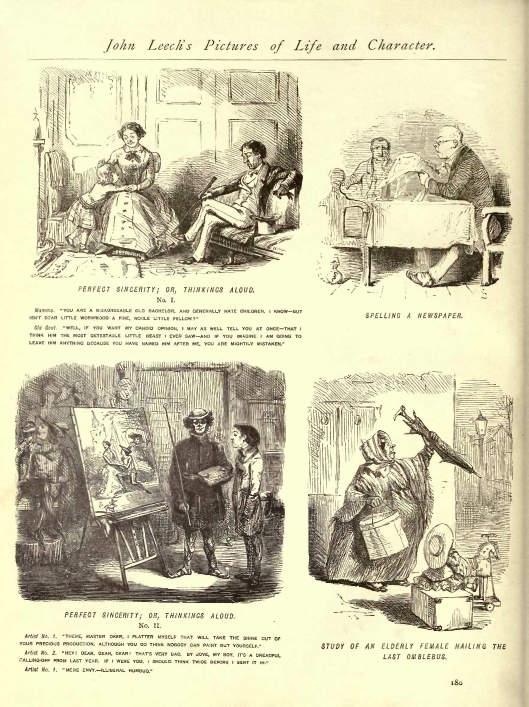 John Leech's Pictures of Life and Character.
PERFECT SINCERITY; OR, THINKINGS ALOUD.
No. I.
Mamma. "YOU ARE A DISAGREEABLE OLD BACHELOR, AND GENERALLY HATE CHILDREN, I KNOW—BUT
ISN'T DEAR LITTLE WORMWOOD A FINE, NOBLE LITTLE FELLOW?"
Old Gent. "WELL, IF YOU WANT MY CANDID OPINION, I MAY AS WELL TELL YOU AT ONCE—THAT I
THINK HIM THE MOST DETESTABLE LITTLE BEAST I EVER SAW—AND IF YOU IMAGINE I AM GOING TO
LEAVE HIM ANYTHING BECAUSE YOU HAVE NAMED HIM AFTER ME, YOU ARE MIGHTILY MISTAKEN."
SPELLING A NEWSPAPER.
PERFECT SINCERITY; OR, THINKINGS ALOUD.
No. II.
Artist No. 1. "THERE, MASTER OKER, I FLATTER MYSELF THAT WILL TAKE THE SHINE OUT OF
YOUR PRECIOUS PRODUCTION, ALTHOUGH YOU DO THINK NOBODY CAN PAINT BUT YOURSELF."
Artist No. 2. "HEY! DEAR, DEAR, DEAR! THAT'S VERY BAD. BY JOVE, MY BOY, IT'S A DREADFUL
FALLING-OFF FROM LAST YEAR. IF I WERE YOU, I SHOULD THINK TWICE BEFORE I SENT IT IN."
Artist No. 1. "MERE ENVY.—ILLIBERAL HUMBUG."
STUDY OF AN ELDERLY FEMALE HAILING THE
LAST OMBLEBUS.
180